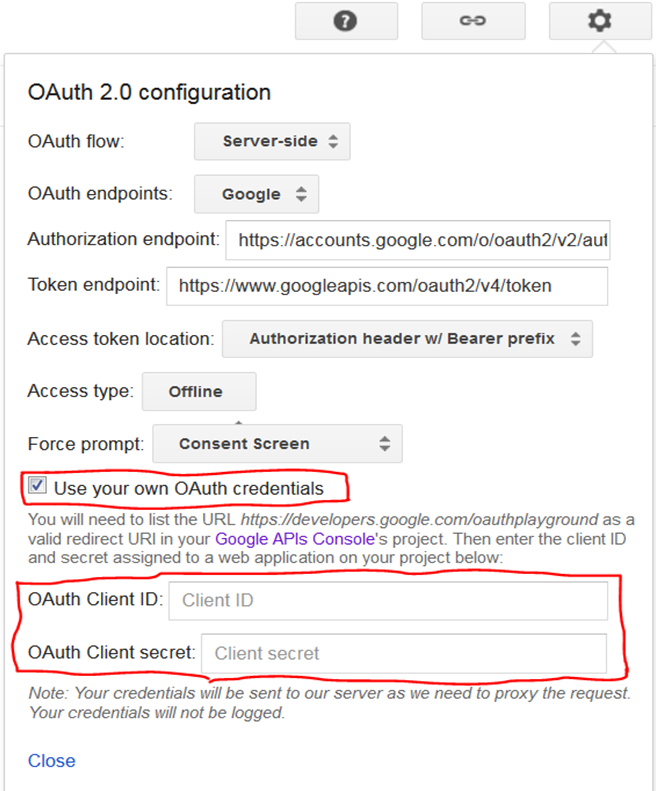 ?
OAuth 2.0 configuration
OAuth flow: Server-side
OAuth endpoints: Google
Authorization endpoint: https://accounts.google.com/o/oauth2/v2/aut
Token endpoint: https://www.googleapis.com/oauth2/v4/token
Access token location: Authorization header w/ Bearer prefix
Access type: Offline
Force prompt: Consent Screen
Use your own OAuth credentials
You will need to list the URL https://developers.google.com/oauthplayground as a
valid redirect URI in your Google APIs Console's project. Then enter the client ID
and secret assigned to a web application on your project below:
OAuth Client ID: Client ID
OAuth Client secret: Client secret
Note: Your credentials will be sent to our server as we need to proxy the request.
Your credentials will not be logged.
Close